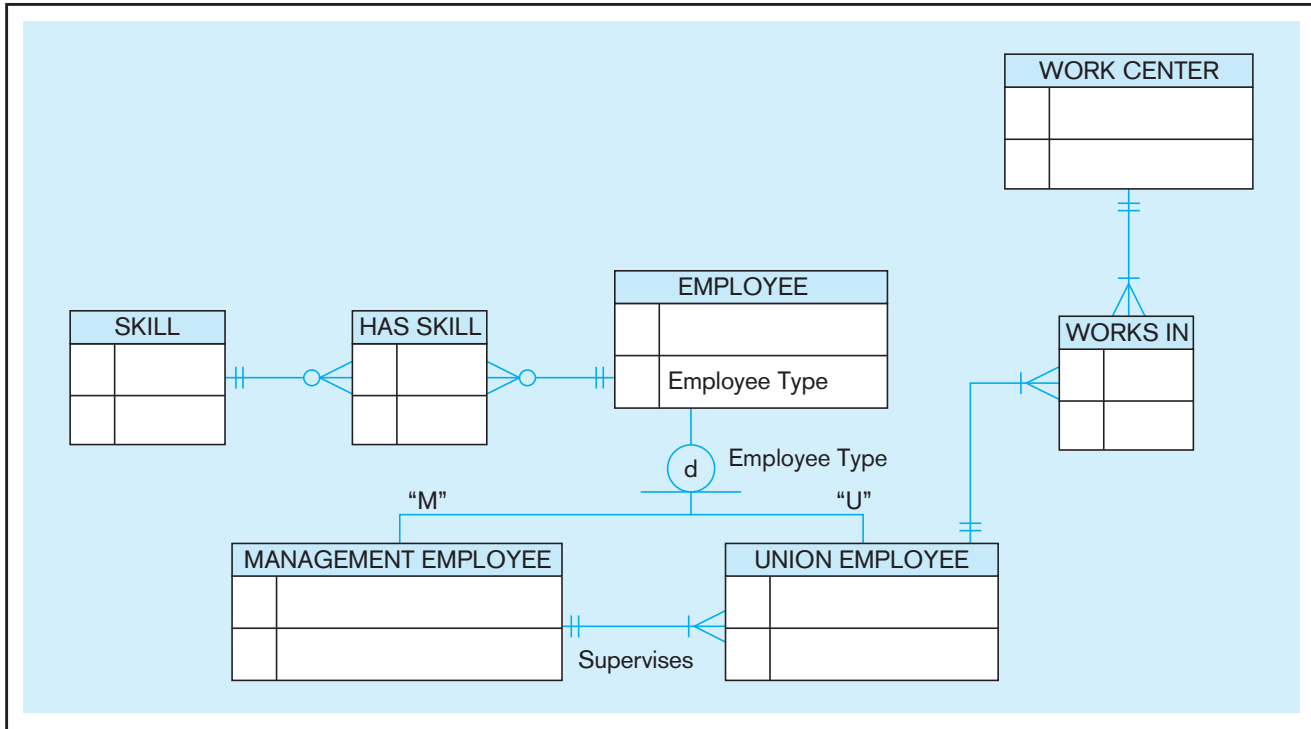 WORK CENTER
EMPLOYEE
SKILL
HAS SKILL
WORKS IN
Employee Type
d
Employee Type
“M”
“U”
MANAGEMENT EMPLOYEE
UNION EMPLOYEE
Supervises